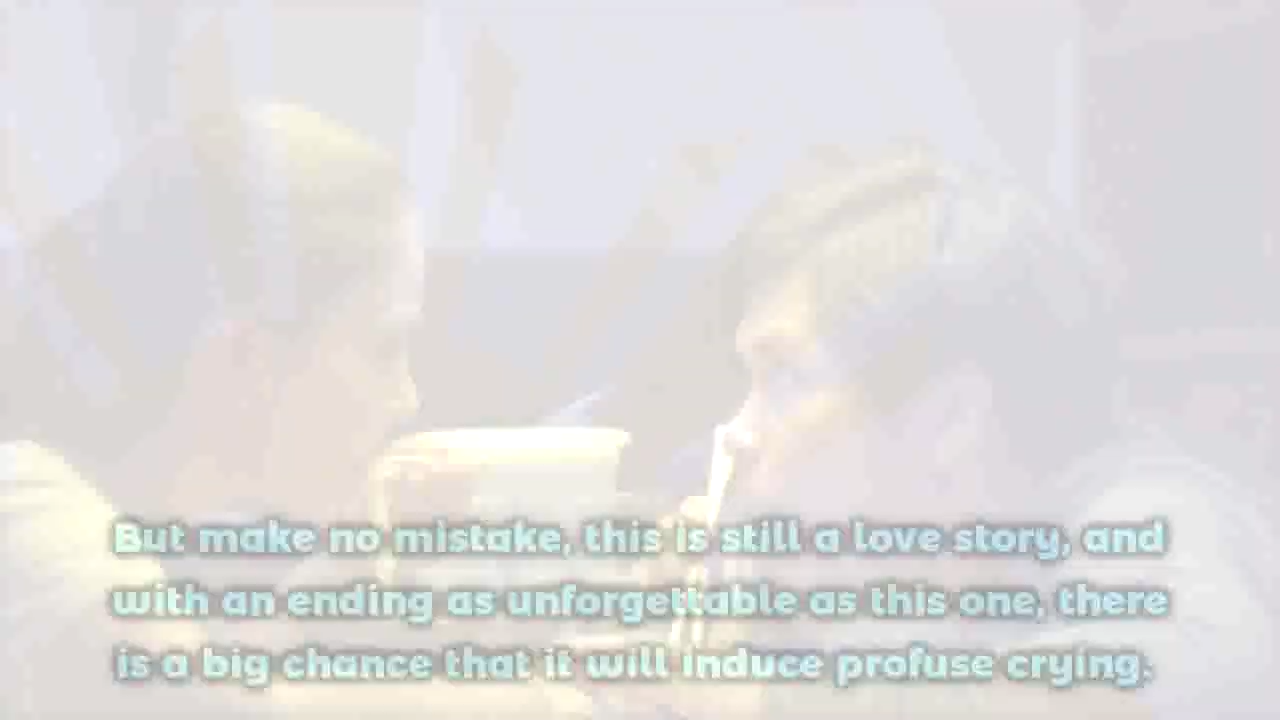 But make no mistake, this is still a love story, and
with an ending as unforgettable as this one, there
is a big chance that it will induce profuse crying.